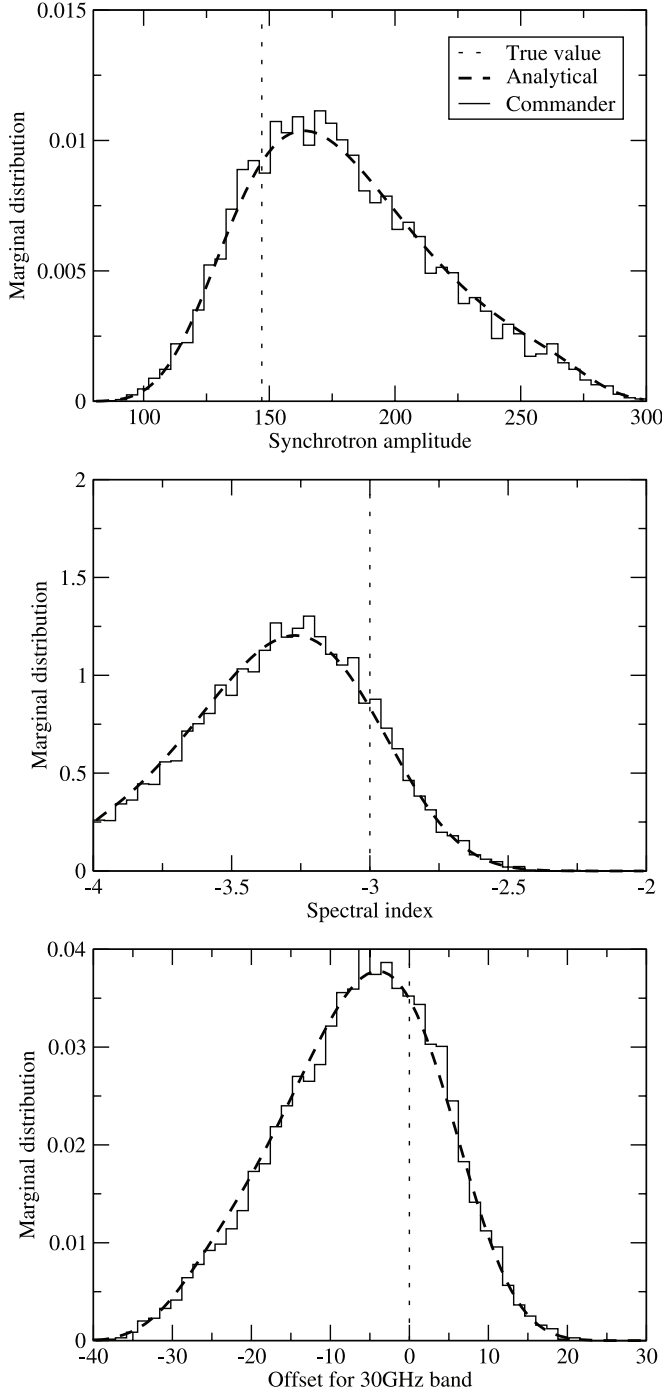 0.015
True value
Analytical
Commander
0.01
Marginal distribution
0.005
0
100 150 200 250 300
Synchrotron amplitude
2
1.5
Marginal distribution
1
0.5
0
-4 -3.5 -3 -2.5 -2
Spectral index
0.04
0.03
Marginal distribution
0.02
0.01
0
-40 -30 -20 -10 0 10 20 30
Offset for 30GHz band